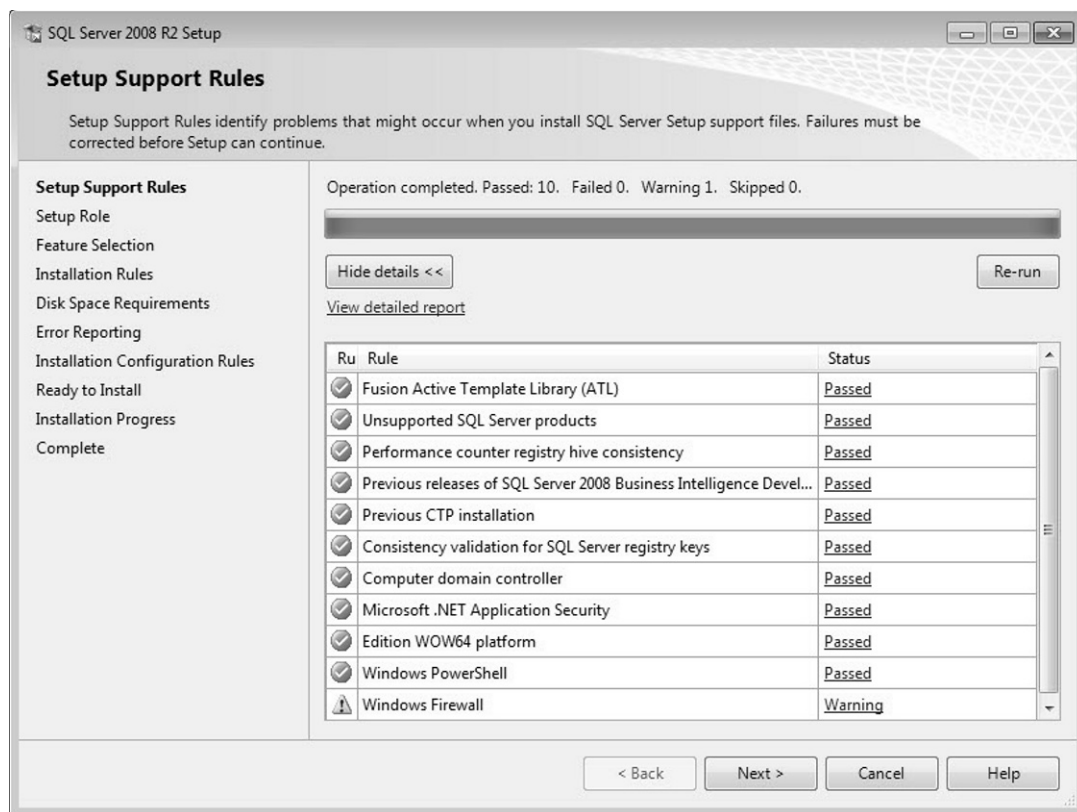 SQL Server 2008 R2 Setup
Setup Support Rules
Setup Support Rules identify problems that might occur when you install SQL Server Setup support files. Failures must be
corrected before Setup can continue.
Setup Support Rules
Setup Role
Feature Selection
Installation Rules
Disk Space Requirements
Error Reporting
Installation Configuration Rules
Ready to Install
Installation Progress
Complete
Operation completed. Passed: 10. Failed 0. Warning 1. Skipped 0.
Hide details <<
Re-run
View detailed report
Ru Rule Status
Fusion Active Template Library (ATL) Passed
Unsupported SQL Server products Passed
Performance counter registry hive consistency Passed
Previous releases of SQL Server 2008 Business Intelligence Devel... Passed
Previous CTP installation Passed
Consistency validation for SQL Server registry keys Passed
Computer domain controller Passed
Microsoft .NET Application Security Passed
Edition WOW64 platform Passed
Windows PowerShell Passed
Windows Firewall Warning
< Back Next > Cancel Help